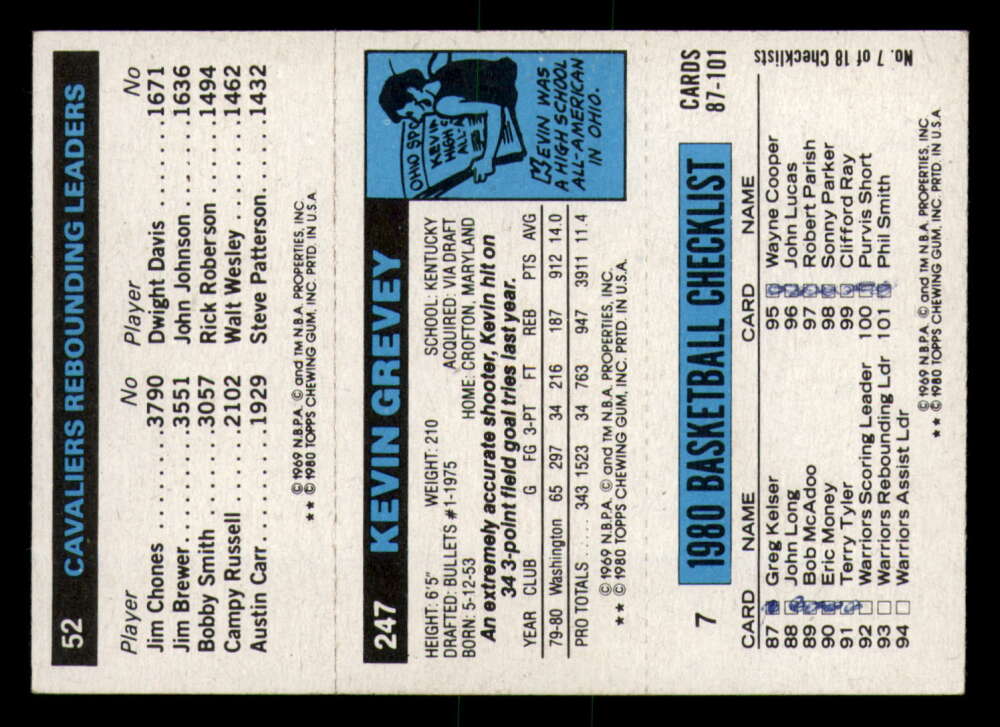 52 CAVALIERS REBOUNDING LEADERS
Player No Player No
Jim Chones ........3790 Dwight Davis .....1671
Jim Brewer.........3551 John Johnson ....1636
Bobby Smith ......3057 Rick Roberson ...1494
Campy Russell ....2102 Walt Wesley ......1462
Austin Carr........1929 Steve Patterson...1432
© 1969 N.B.P.A. © and TM N.B.A. PROPERTIES, INC.
★★ © 1980 TOPPS CHEWING GUM, INC. PRTD. IN U.S.A
247 KEVIN GREVEY
HEIGHT: 6'5" WEIGHT: 210 SCHOOL: KENTUCKY
DRAFTED: BULLETS #1-1975 ACQUIRED: VIA DRAFT
BORN: 5-12-53 HOME: CROFTON, MARYLAND
An extremely accurate shooter, Kevin hit on
34 3-point field goal tries last year.
YEAR CLUB G FG 3-PT FT REB PTS AVG
79-80 Washington 65 297 34 216 187 912 14.0
PRO TOTALS ..... 343 1523 34 763 947 3911 11.4
© 1969 N.B.P.A. © and TM N.B.A. PROPERTIES, INC.
★★ © 1980 TOPPS CHEWING GUM, INC. PRTD. IN U.S.A.
OHIO SPO
KEVIN
HIGH S
ALL-A
KEVIN WAS
A HIGH SCHOOL
ALL-AMERICAN
IN OHIO.
No. 7 of 18 Checklists
7 1980 BASKETBALL CHECKLIST CARDS
87-101
CARD NAME CARD NAME
87 Greg Kelser 95 Wayne Cooper
88 John Long 96 John Lucas
89 Bob McAdoo 97 Robert Parish
90 Eric Money 98 Sonny Parker
91 Terry Tyler 99 Clifford Ray
92 Warriors Scoring Leader 100 Purvis Short
93 Warriors Rebounding Ldr 101 Phil Smith
94 Warriors Assist Ldr
© 1969 N.B.P.A. © and TM N.B.A. PROPERTIES, INC
★★ © 1980 TOPPS CHEWING GUM, INC. PRTD. IN U.S.A